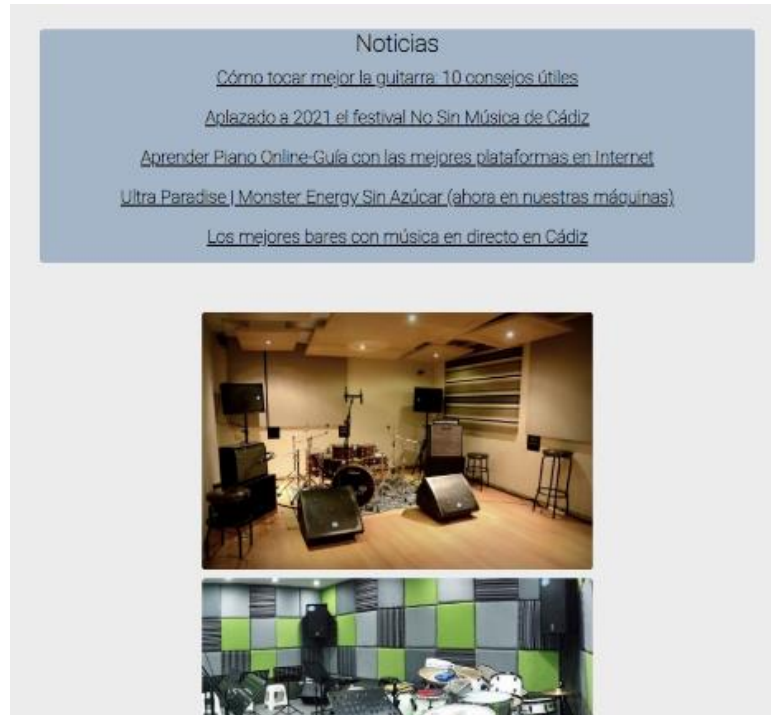 Noticias
Cómo tocar mejor la guitarra: 10 consejos útiles
Aplazado a 2021 el festival No Sin Música de Cádiz
Aprender Piano Online-Guía con las mejores plataformas en Internet
Ultra Paradise | Monster Energy Sin Azúcar (ahora en nuestras máquinas)
Los mejores bares con música en directo en Cádiz